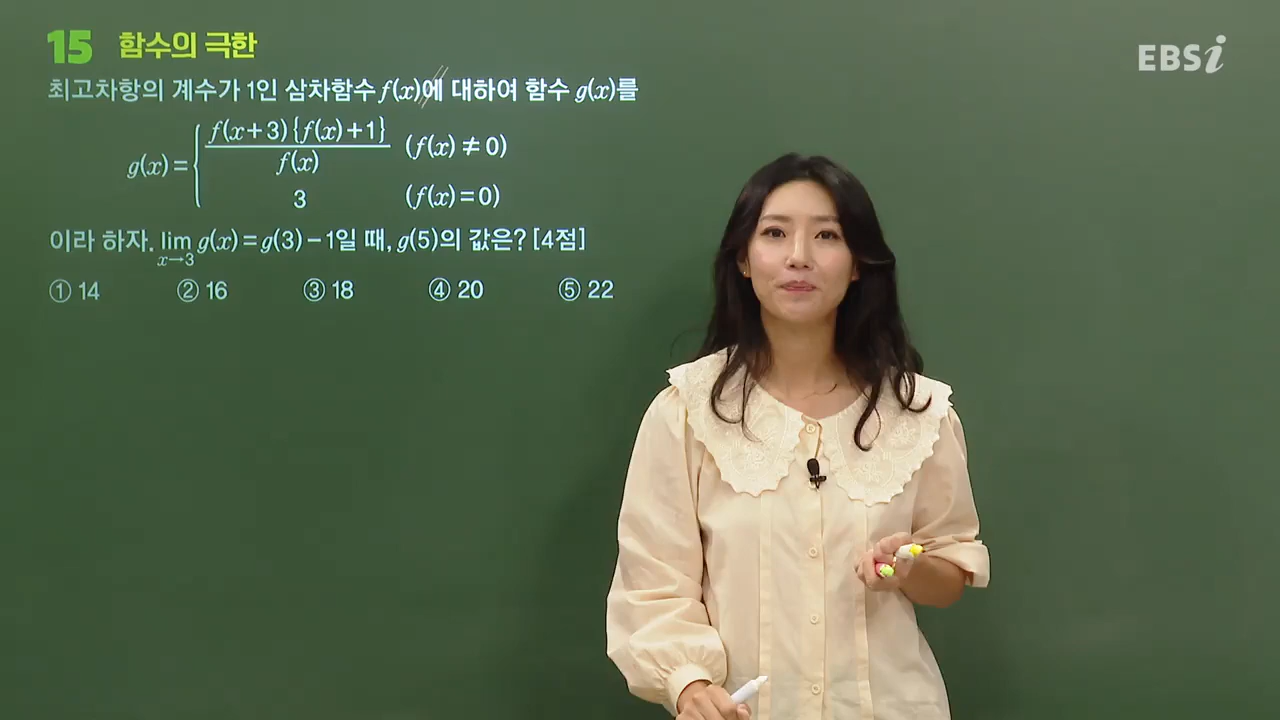 15 함수의 극한
EBSi
최고차항의 계수가 1인 삼차함수 f(x)에 대하여 함수 g(x)를
f(x+3){f(x)+1}
g(x)= f(x) (f(x)≠0)
3 (f(x)=0)
이라 하자. lim g(x)=g(3)-1일 때, g(5)의 값은? [4점]
x→3
① 14 ② 16 ③ 18 ④ 20 ⑤ 22